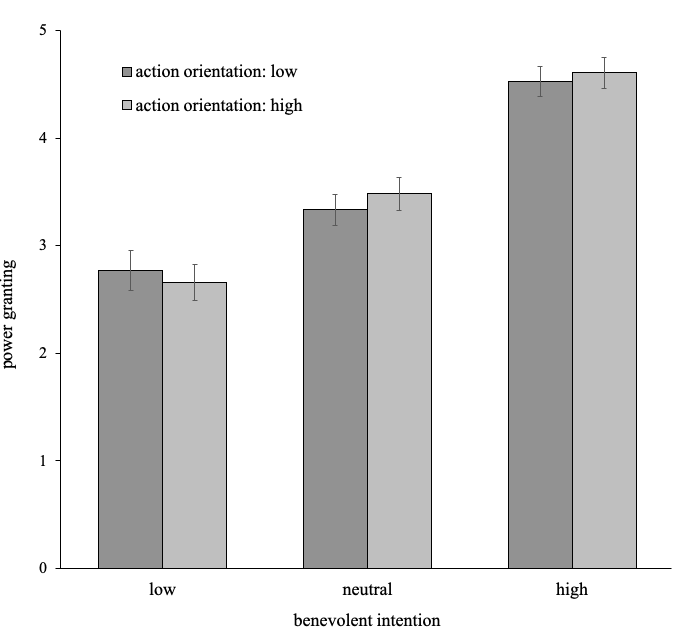 5
action orientation: low
action orientation: high
4
3
power granting
2
1
0
low neutral high
benevolent intention